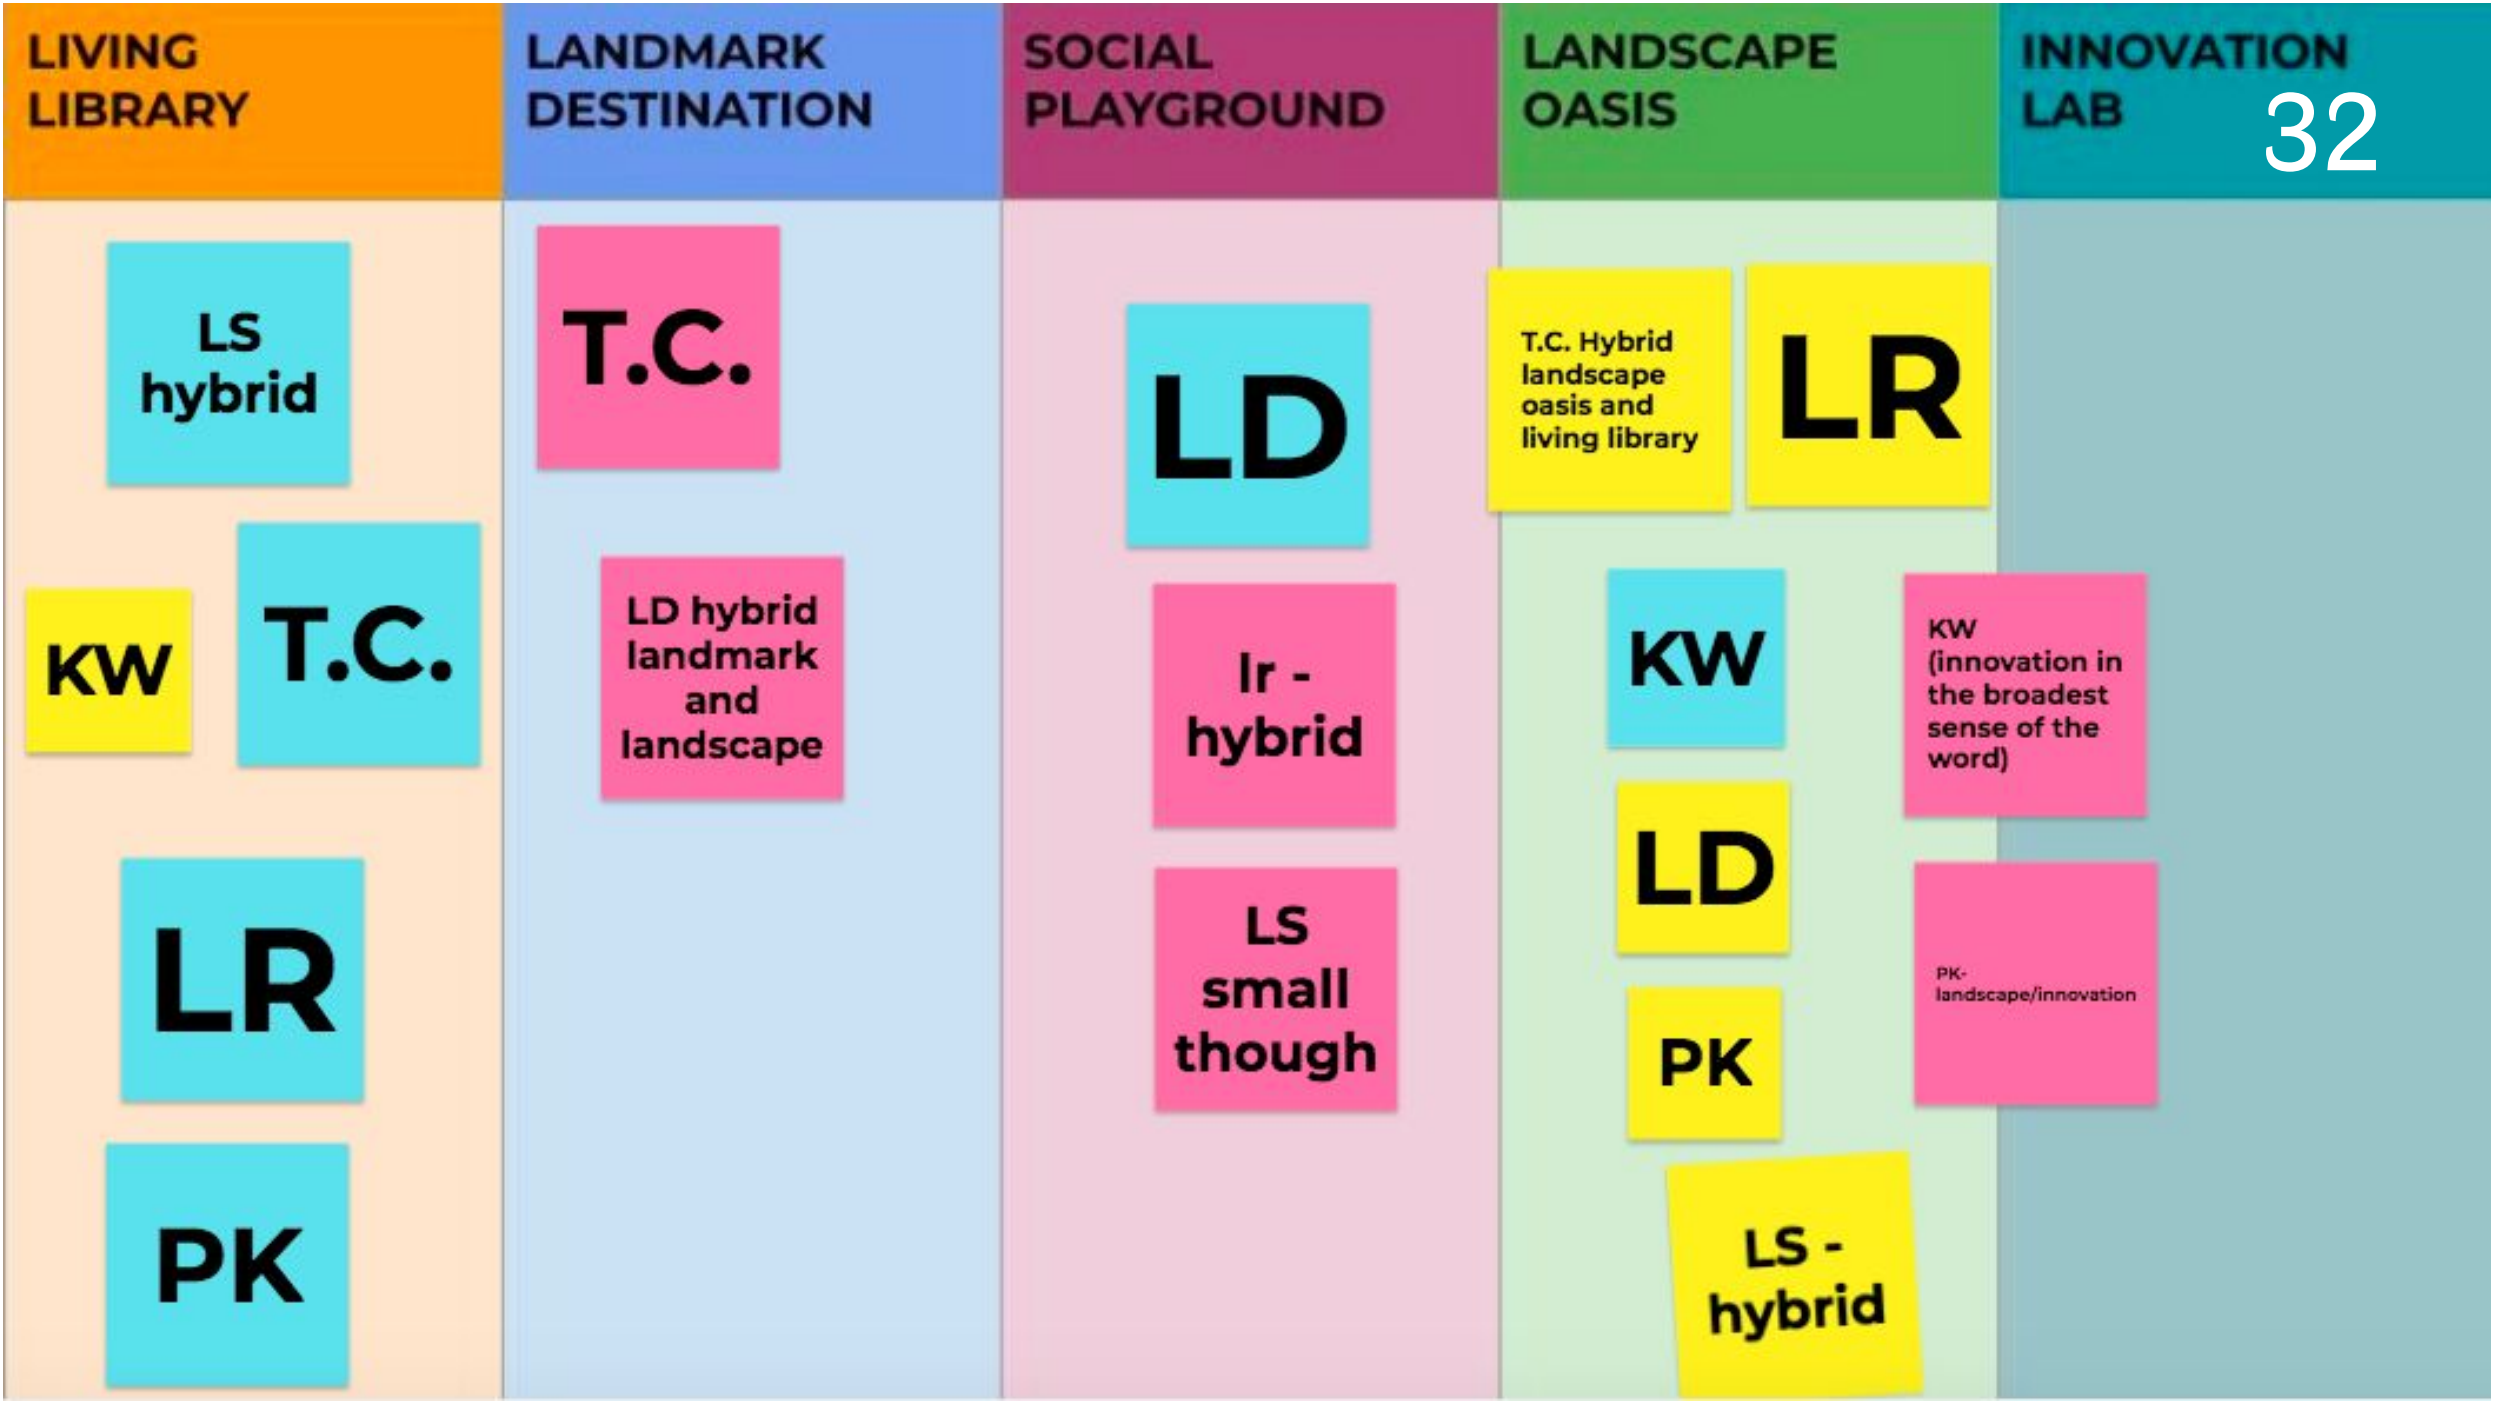 LIVING
LIBRARY
LANDMARK
DESTINATION
SOCIAL
PLAYGROUND
LANDSCAPE
OASIS
INNOVATION
LAB
32
LS
hybrid
KW
T.C.
LR
PK
T.C.
LD hybrid
landmark
and
landscape
LD
lr -
hybrid
LS
small
though
T.C. Hybrid
landscape
oasis and
living library
LR
KW
LD
PK
LS -
hybrid
KW
(innovation in
the broadest
sense of the
word)
PK-
landscape/innovation